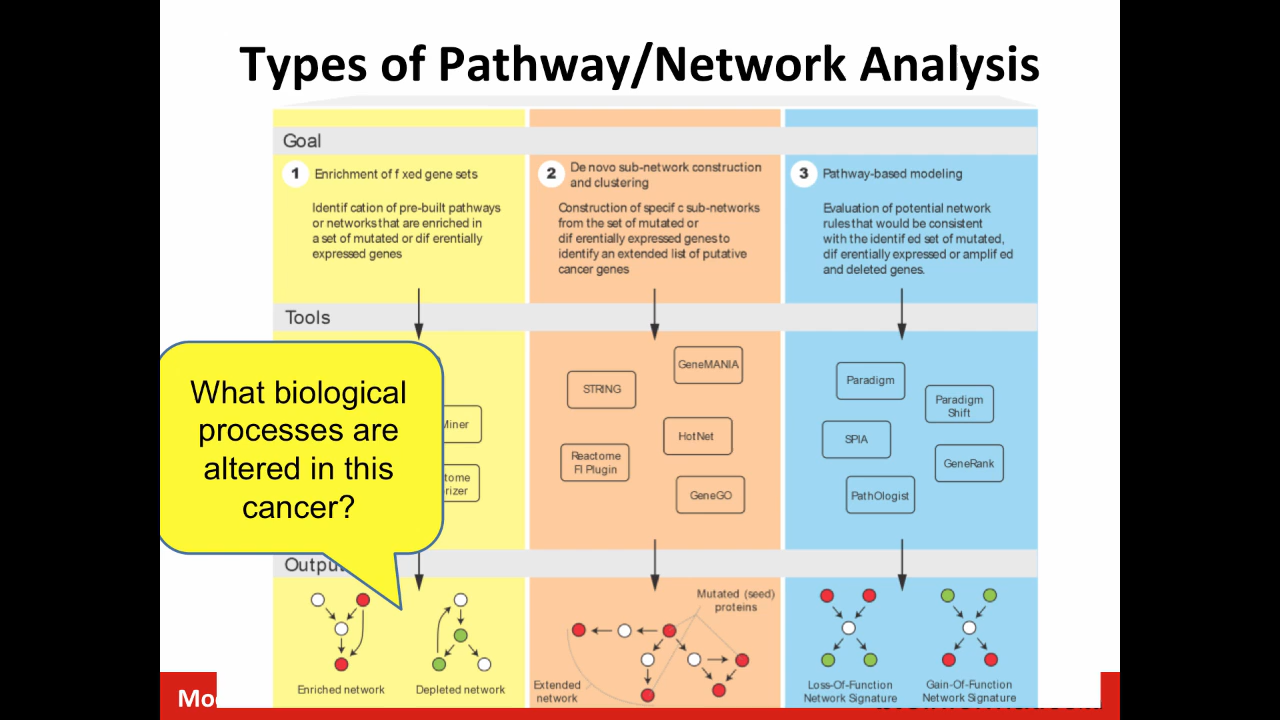 Types of Pathway/Network Analysis
Goal
1 Enrichment of f xed gene sets
Identif cation of pre-built pathways
or networks that are enriched in
a set of mutated or dif erentially
expressed genes
2 De novo sub-network construction
and clustering
Construction of specif c sub-networks
from the set of mutated or
dif erentially expressed genes to
identify an extended list of putative
cancer genes
3 Pathway-based modeling
Evaluation of potential network
rules that would be consistent
with the identif ed set of mutated,
dif erentially expressed or amplif ed
and deleted genes.
Tools
What biological
processes are
altered in this
cancer?
Miner
tome
rizer
STRING
GeneMANIA
HotNet
Reactome
FI Plugin
GeneGO
Paradigm
Paradigm
Shift
SPIA
GeneRank
PathOlogist
Output
Enriched network
Depleted network
Mutated (seed)
proteins
Extended
network
Loss-Of-Function
Network Signature
Gain-Of-Function
Network Signature